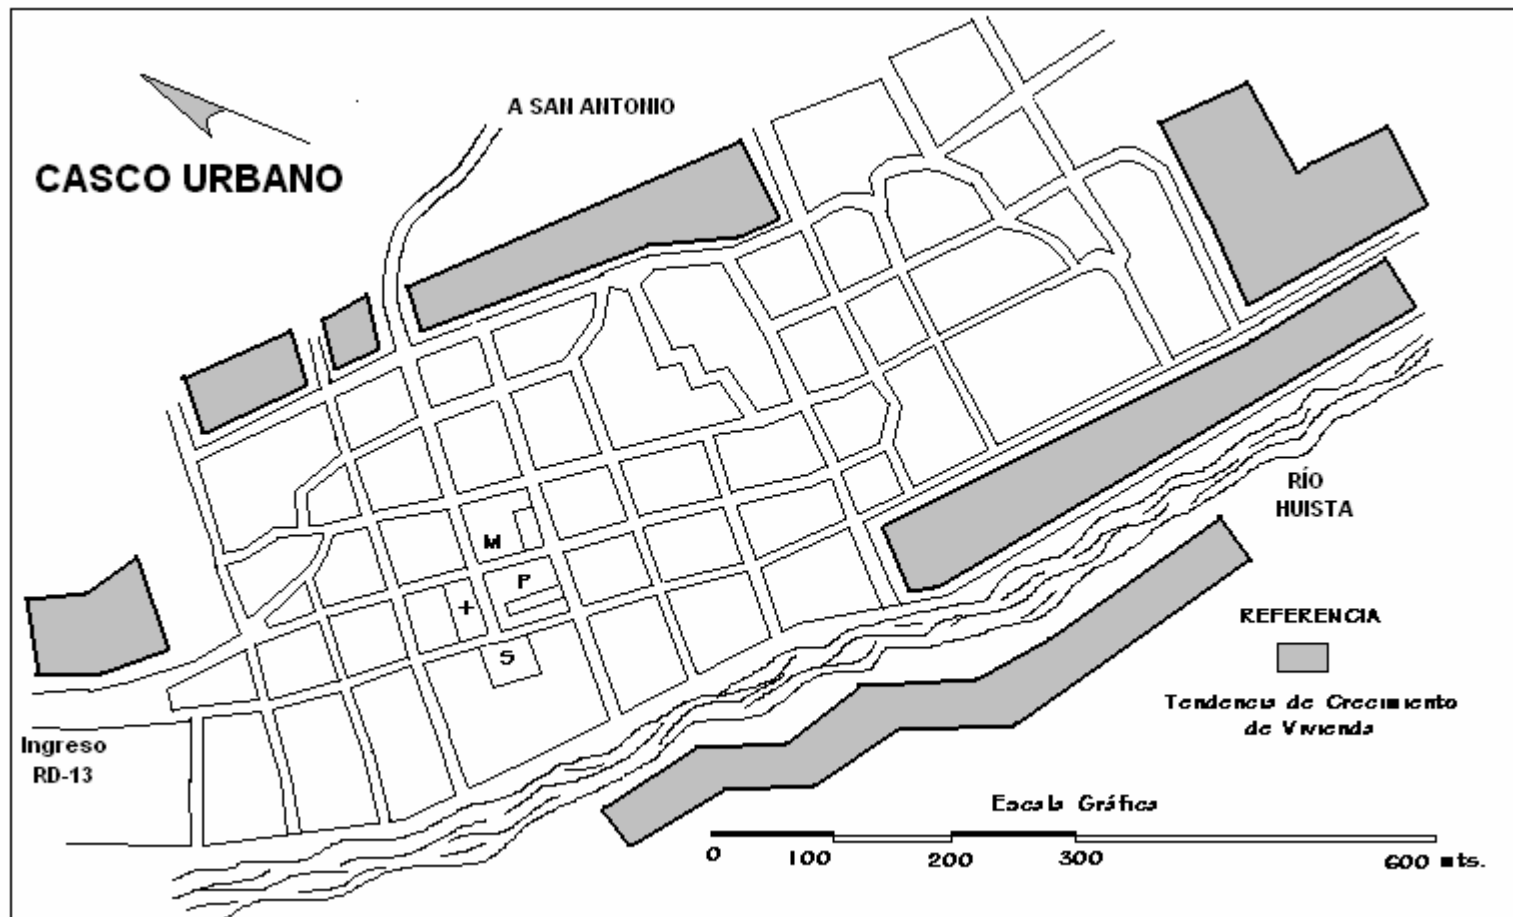 A SAN ANTONIO
CASCO URBANO
RÍO
HUISTA
M
P
+
S
REFERENCIA
Tendencia de Crecimiento
de Vivienda
Ingreso
RD-13
Escala Gráfica
0 100 200 300 600 mts.